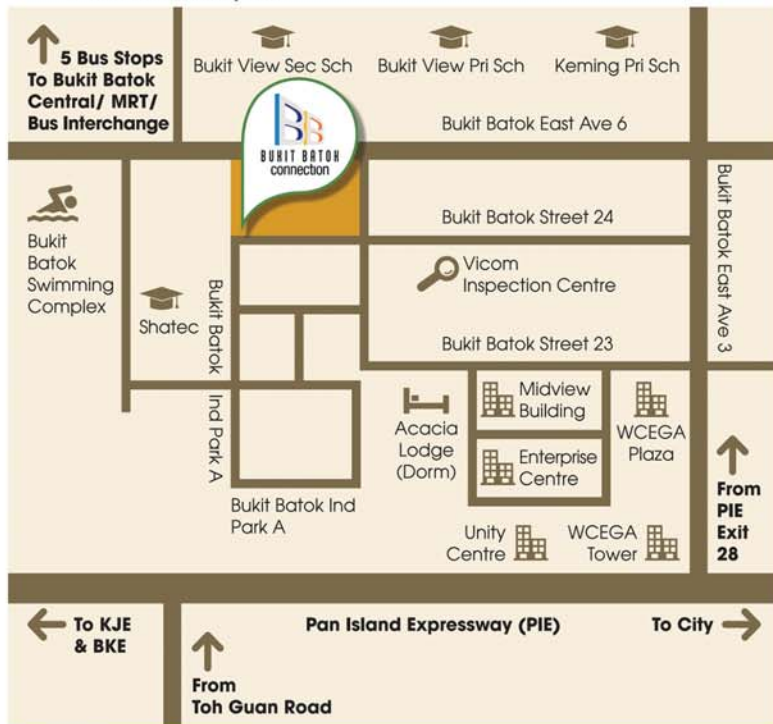 5 Bus Stops
To Bukit Batok
Central/ MRT/
Bus Interchange
Bukit View Sec Sch
Bukit View Pri Sch
Keming Pri Sch
BUKIT BATOK
connection
Bukit Batok East Ave 6
Bukit
Batok
Swimming
Complex
Shatec
Bukit Batok
Ind Park A
Bukit Batok Street 24
Vicom
Inspection Centre
Bukit Batok Street 23
Bukit Batok East Ave 3
Acacia
Lodge
(Dorm)
Midview
Building
Enterprise
Centre
WCEGA
Plaza
From
PIE
Exit
28
Bukit Batok Ind
Park A
Unity
Centre
WCEGA
Tower
To KJE
& BKE
Pan Island Expressway (PIE)
To City
From
Toh Guan Road